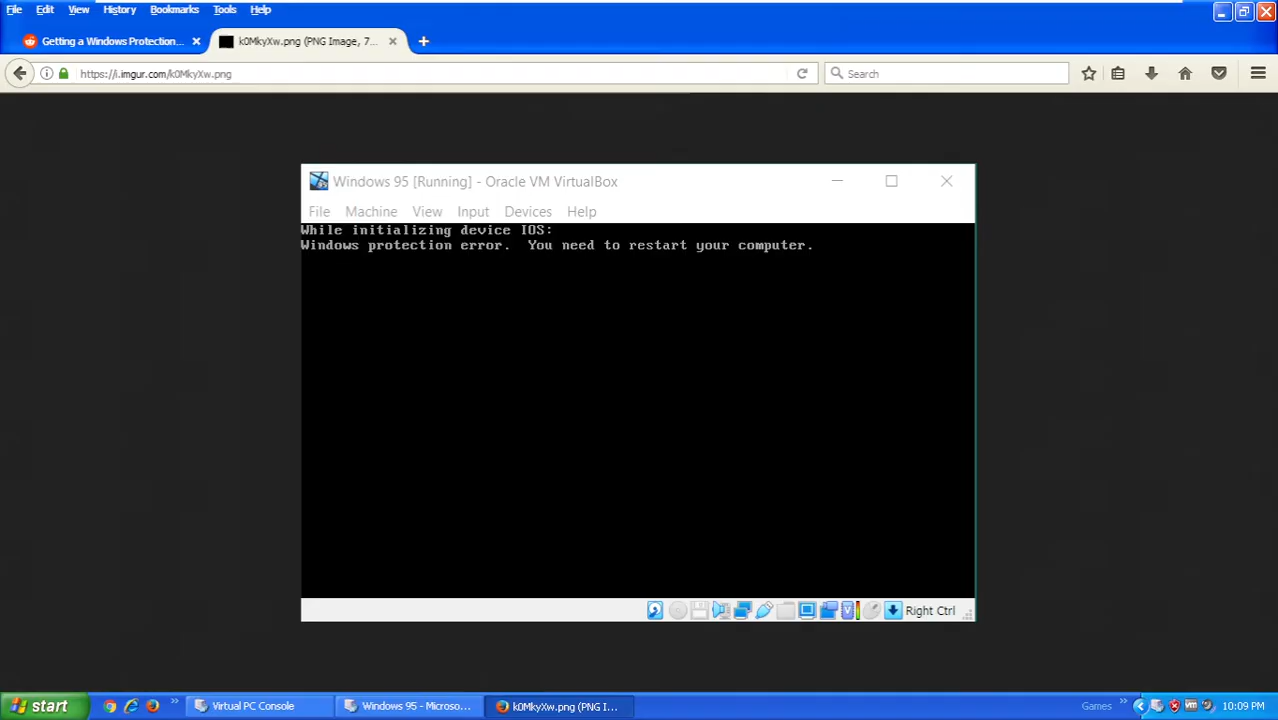 File Edit View History Bookmarks Tools Help
Getting a Windows Protection... k0MkyXw.png (PNG Image, 7...
https://i.imgur.com/k0MkyXw.png Search
Windows 95 [Running] - Oracle VM VirtualBox
File Machine View Input Devices Help
While initializing device IOS:
Windows protection error. You need to restart your computer.
Right Ctrl
start Virtual PC Console Windows 95 - Microso... k0MkyXw.png (PNG I... Games 10:09 PM